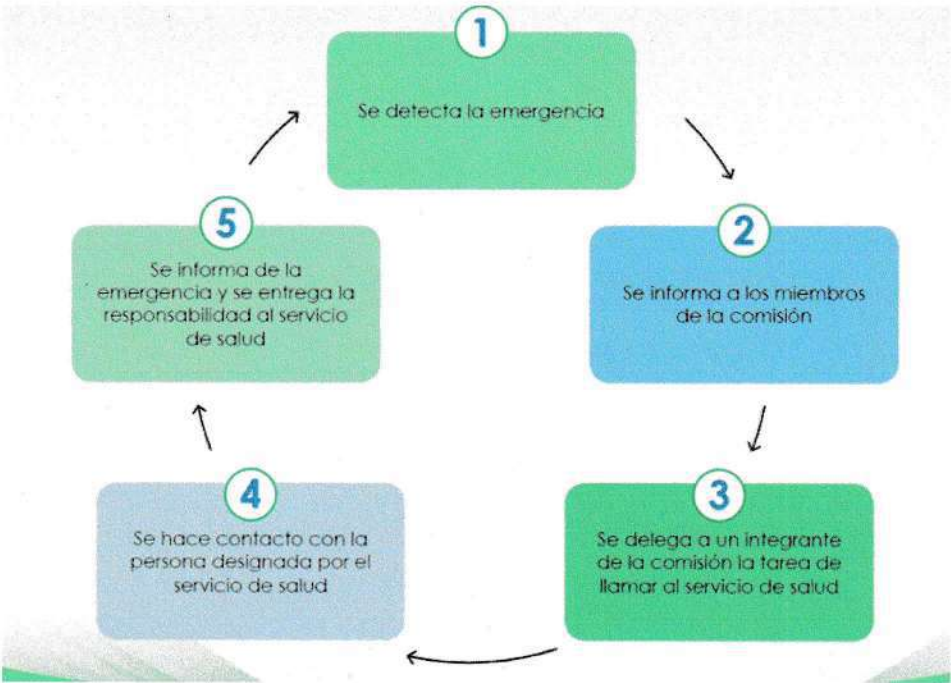 1
Se detecta la emergencia
2
Se informa a los miembros
de la comisión
3
Se delega a un integrante
de la comisión la tarea de
llamar al servicio de salud
4
Se hace contacto con la
persona designada por el
servicio de salud
5
Se informa de la
emergencia y se entrega la
responsabilidad al servicio
de salud